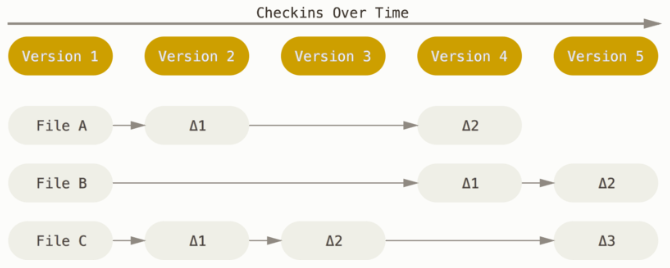 Checkins Over Time
Version 1 Version 2 Version 3 Version 4 Version 5
File A Δ1 Δ2
File B Δ1 Δ2
File C Δ1 Δ2 Δ3